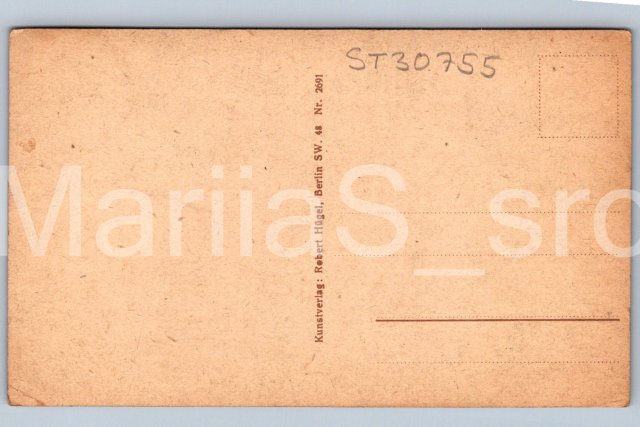 ST30755
Kunstverlag: Robert Hügel, Berlin SW. 48 Nr. 2691
MariiaS_src